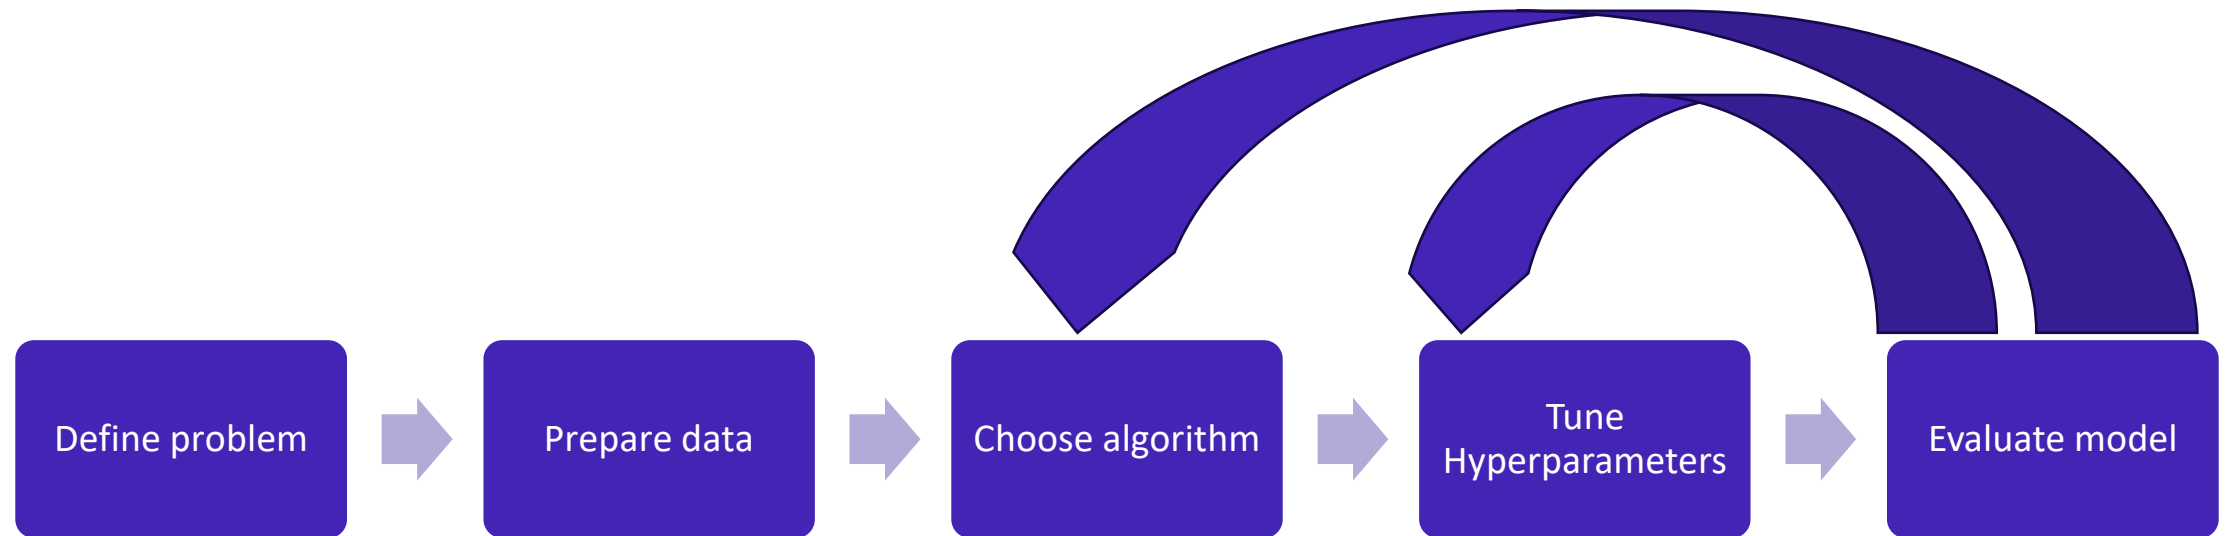 Define problem
Prepare data
Choose algorithm
Tune
Hyperparameters
Evaluate model